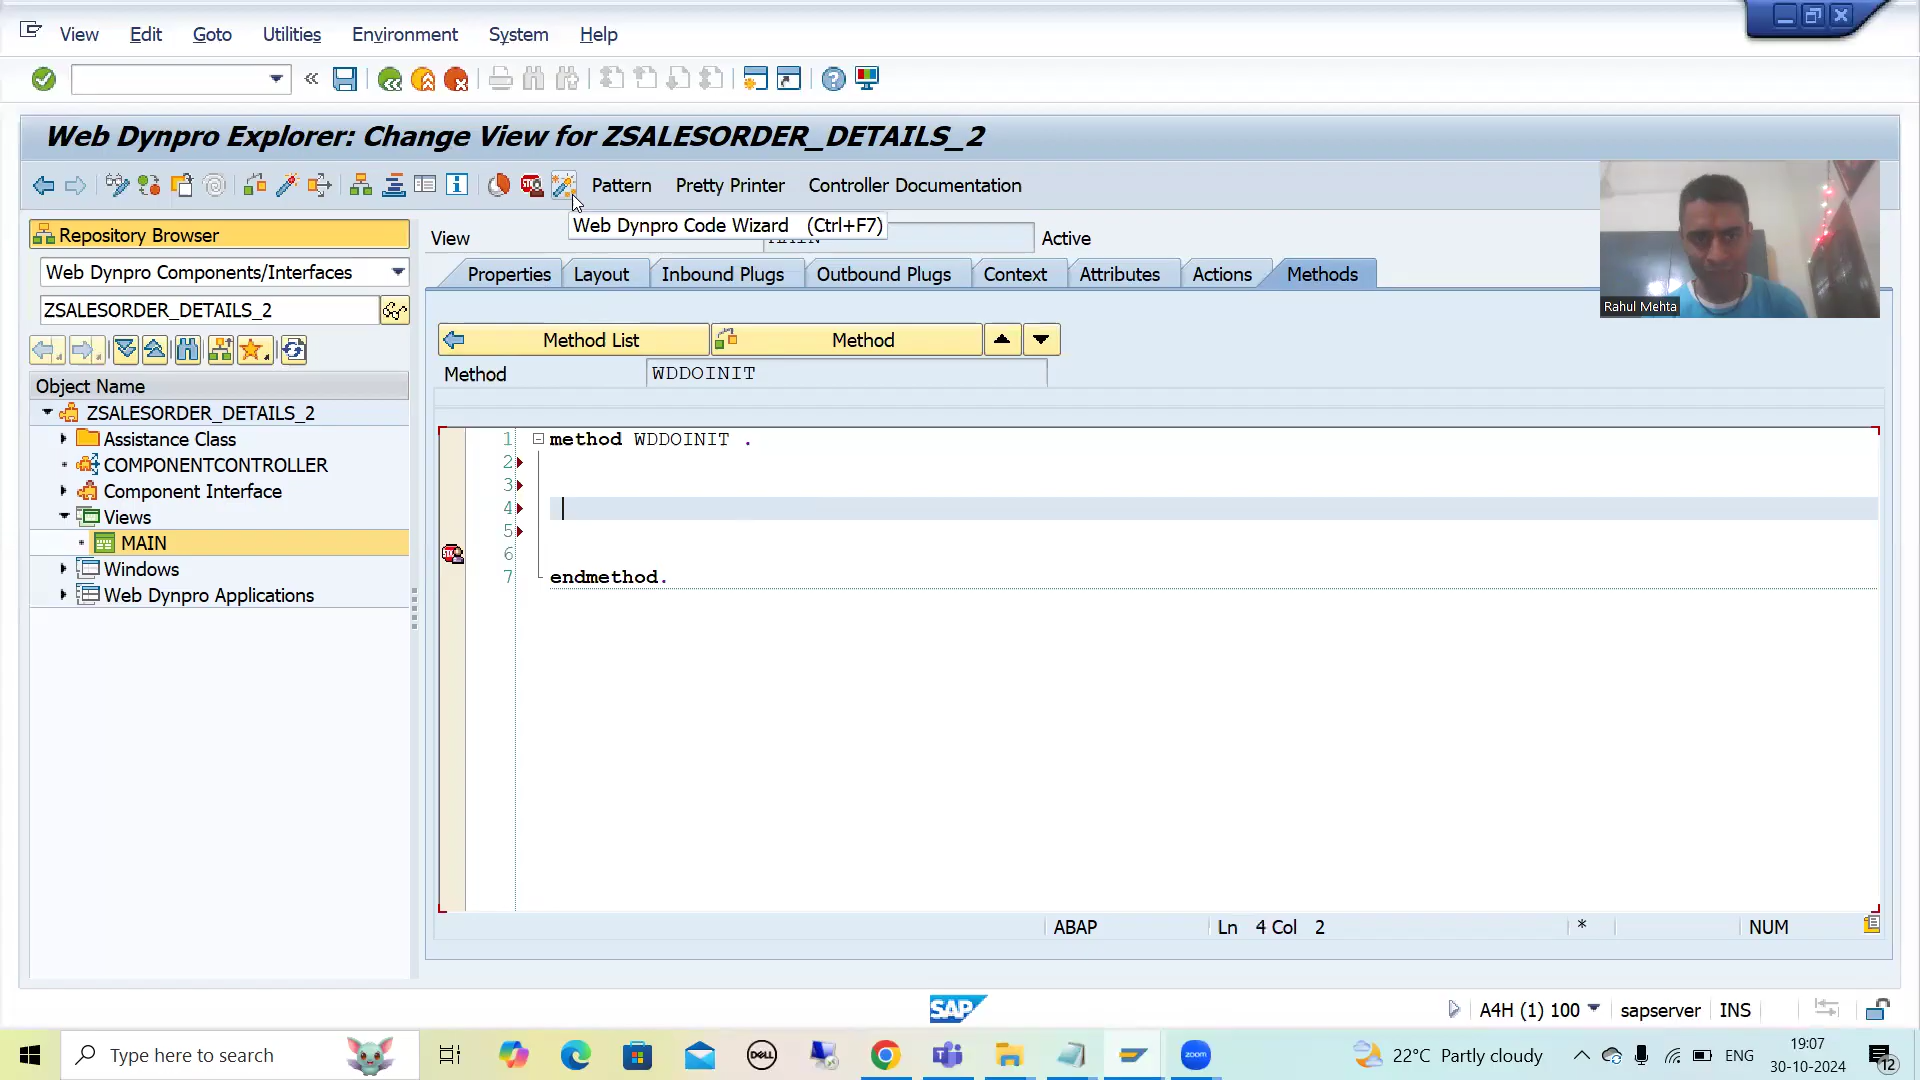 View Edit Goto Utilities Environment System Help
Web Dynpro Explorer: Change View for ZSALESORDER_DETAILS_2
Pattern Pretty Printer Controller Documentation
Web Dynpro Code Wizard (Ctrl+F7)
Repository Browser
Web Dynpro Components/Interfaces
ZSALESORDER_DETAILS_2
Object Name
ZSALESORDER_DETAILS_2
Assistance Class
COMPONENTCONTROLLER
Component Interface
Views
MAIN
Windows
Web Dynpro Applications
View MAIN Active
Properties Layout Inbound Plugs Outbound Plugs Context Attributes Actions Methods
Method List Method
Method WDDOINIT
1 method WDDOINIT .
2
3
4
5
6
7 endmethod.
ABAP Ln 4 Col 2 * NUM
Rahul Mehta
SAP
A4H (1) 100 sapserver INS
Type here to search
DELL
zoom
22°C Partly cloudy
ENG
19:07
30-10-2024
12